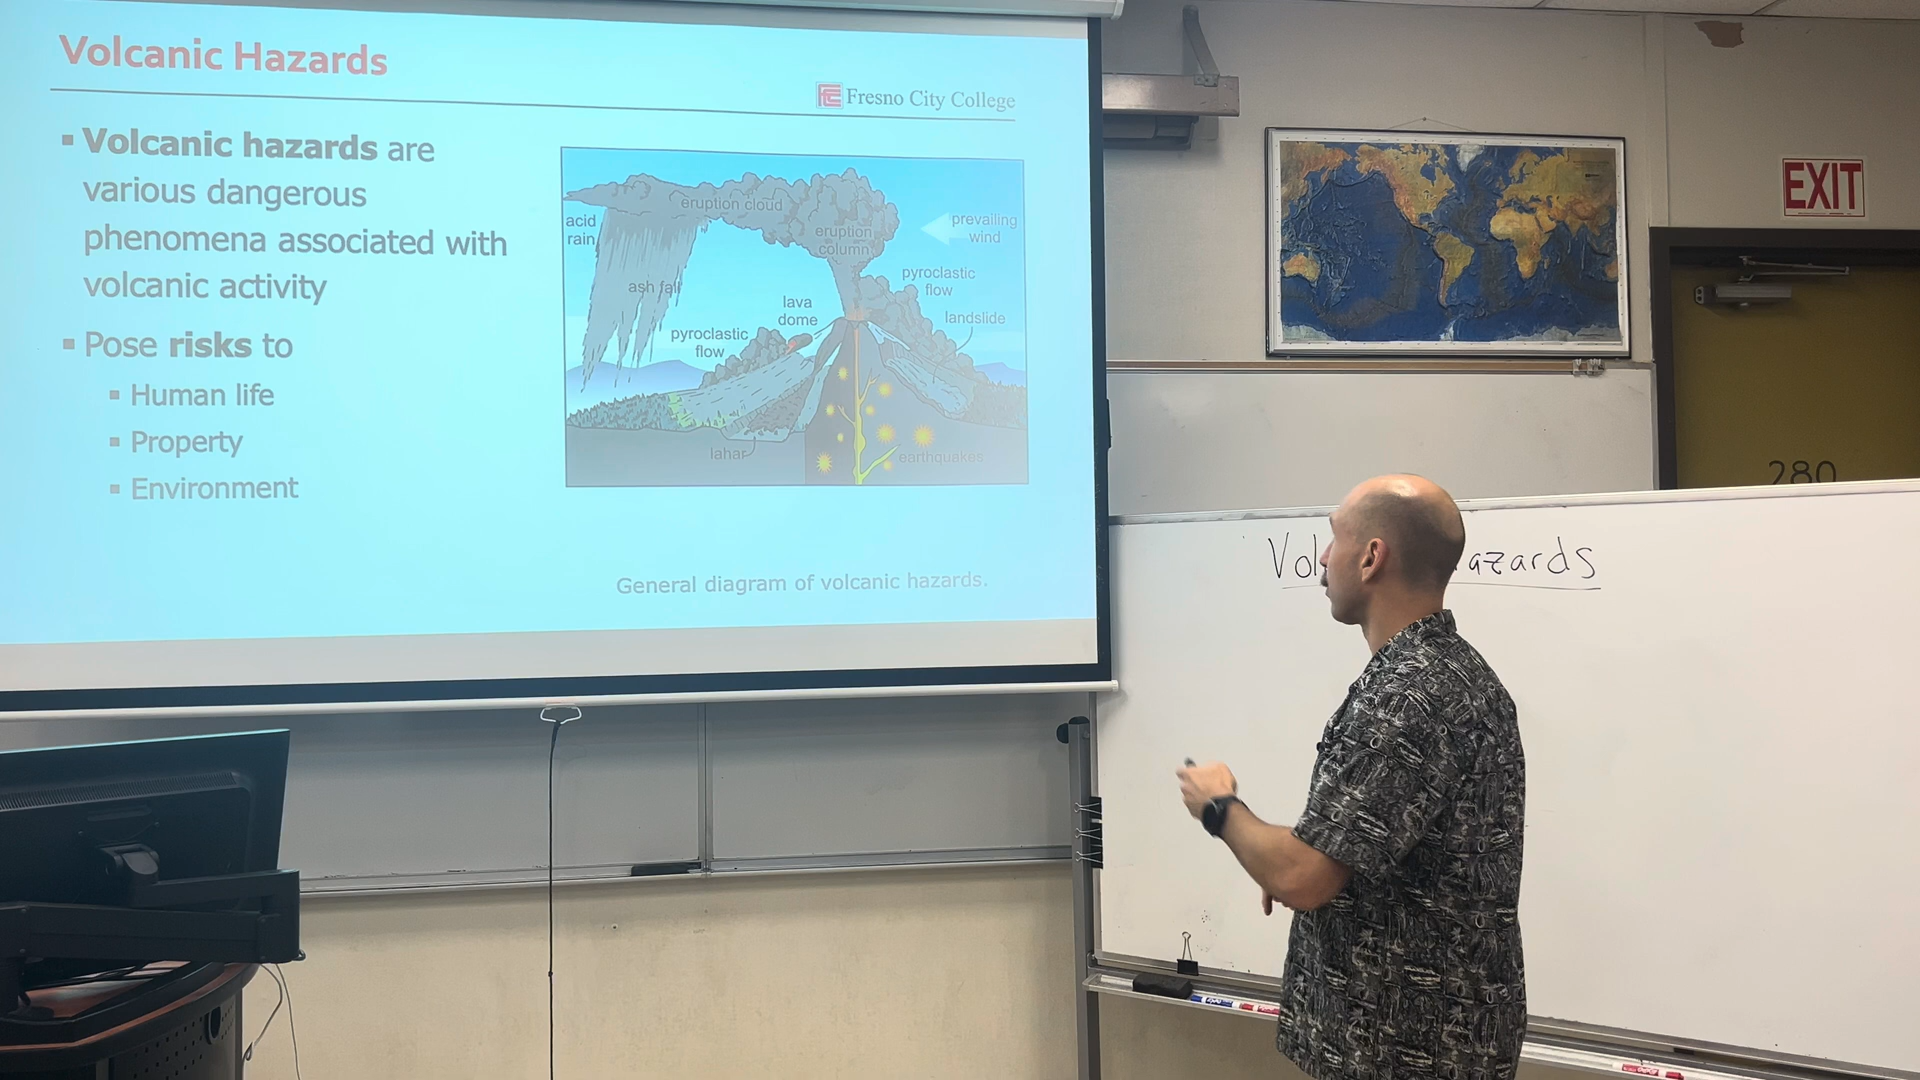 Volcanic Hazards
Fresno City College
▪ Volcanic hazards are
various dangerous
phenomena associated with
volcanic activity
▪ Pose risks to
▪ Human life
▪ Property
▪ Environment
eruption cloud
acid
rain
eruption
column
prevailing
wind
ash fall
lava
dome
pyroclastic
flow
landslide
pyroclastic
flow
lahar
earthquakes
General diagram of volcanic hazards.
EXIT
280
Vol azards